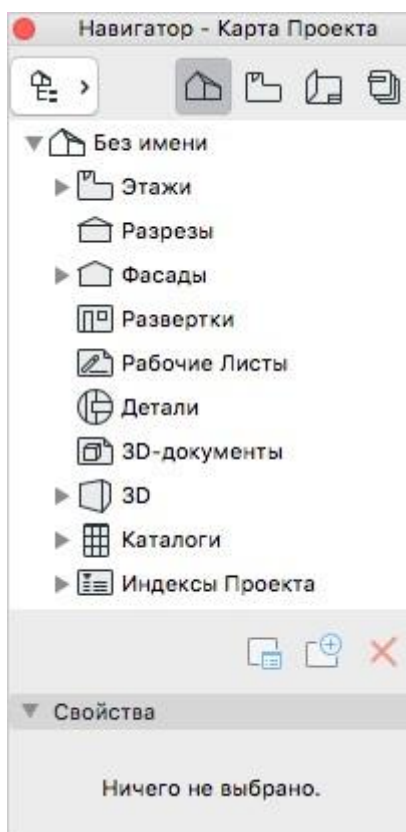 Навигатор - Карта Проекта
Без имени
Этажи
Разрезы
Фасады
Развертки
Рабочие Листы
Детали
3D-документы
3D
Каталоги
Индексы Проекта
Свойства
Ничего не выбрано.